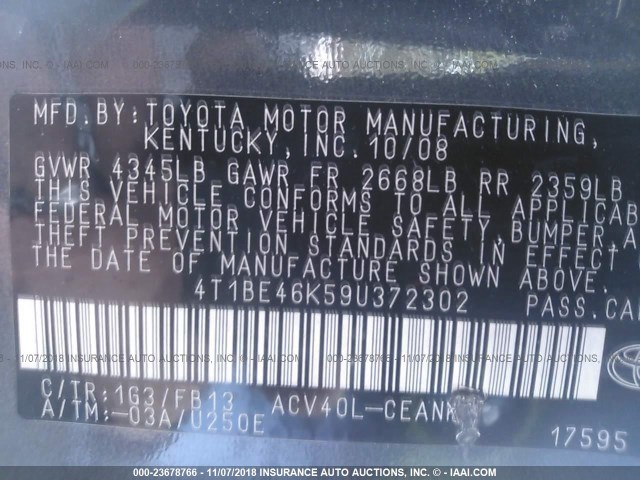 MFD.BY:TOYOTA MOTOR MANUFACTURING,
KENTUCKY,INC. 10/08
GVWR 4345LB GAWR FR 2668LB RR 2359LB
THIS VEHICLE CONFORMS TO ALL APPLICAB
FEDERAL MOTOR VEHICLE SAFETY,BUMPER,A
THEFT PREVENTION STANDARDS IN EFFECT
THE DATE OF MANUFACTURE SHOWN ABOVE.
4T1BE46K59U372302 PASS.CAR
C/TR:1G3/FB13 ACV40L-CEANK
A/TM:-03A/U250E
17595
000-23678766 - 11/07/2018 INSURANCE AUTO AUCTIONS, INC. - IAAI.COM